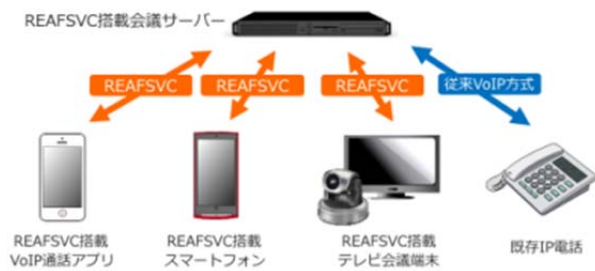 REAFSVC搭載会議サーバー
REAFSVC
REAFSVC
REAFSVC
従来VoIP方式
REAFSVC搭載
VoIP通話アプリ
REAFSVC搭載
スマートフォン
REAFSVC搭載
テレビ会議端末
既存IP電話